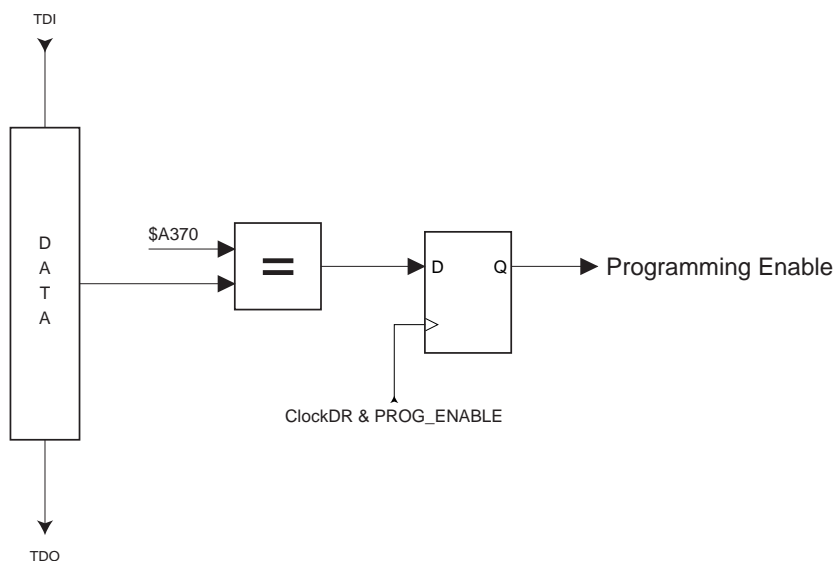 TDI
D
A
T
A
$A370
=
D
Q
Programming Enable
ClockDR & PROG_ENABLE
TDO